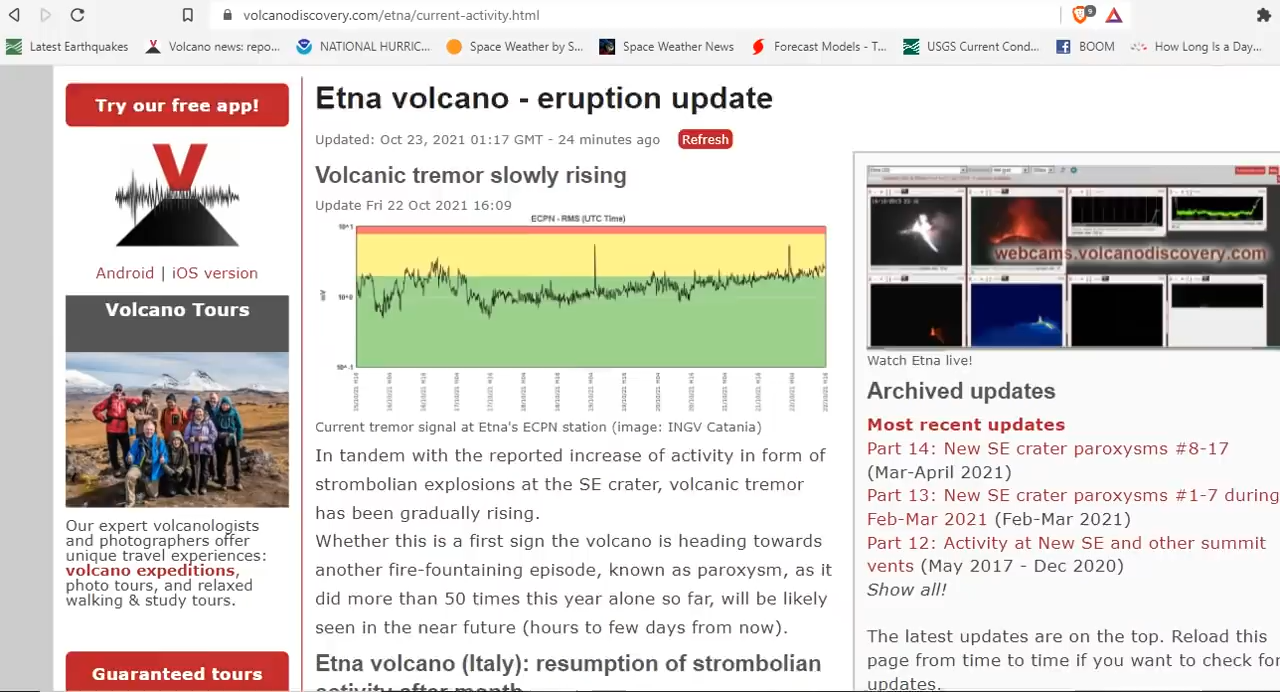 volcanodiscovery.com/etna/current-activity.html
9
Latest Earthquakes
Volcano news: repo...
NATIONAL HURRIC...
Space Weather by S...
Space Weather News
Forecast Models - T...
USGS Current Cond...
BOOM
How Long Is a Day...
Try our free app!
Android | iOS version
Volcano Tours
Our expert volcanologists
and photographers offer
unique travel experiences:
volcano expeditions,
photo tours, and relaxed
walking & study tours.
Guaranteed tours
Etna volcano - eruption update
Updated: Oct 23, 2021 01:17 GMT - 24 minutes ago
Refresh
Volcanic tremor slowly rising
Update Fri 22 Oct 2021 16:09
ECPN - RMS (UTC Time)
Current tremor signal at Etna's ECPN station (image: INGV Catania)
In tandem with the reported increase of activity in form of
strombolian explosions at the SE crater, volcanic tremor
has been gradually rising.
Whether this is a first sign the volcano is heading towards
another fire-fountaining episode, known as paroxysm, as it
did more than 50 times this year alone so far, will be likely
seen in the near future (hours to few days from now).
Etna volcano (Italy): resumption of strombolian
activity after month
webcams.volcanodiscovery.com
Watch Etna live!
Archived updates
Most recent updates
Part 14: New SE crater paroxysms #8-17
(Mar-April 2021)
Part 13: New SE crater paroxysms #1-7 during
Feb-Mar 2021 (Feb-Mar 2021)
Part 12: Activity at New SE and other summit
vents (May 2017 - Dec 2020)
Show all!
The latest updates are on the top. Reload this
page from time to time if you want to check for
updates.